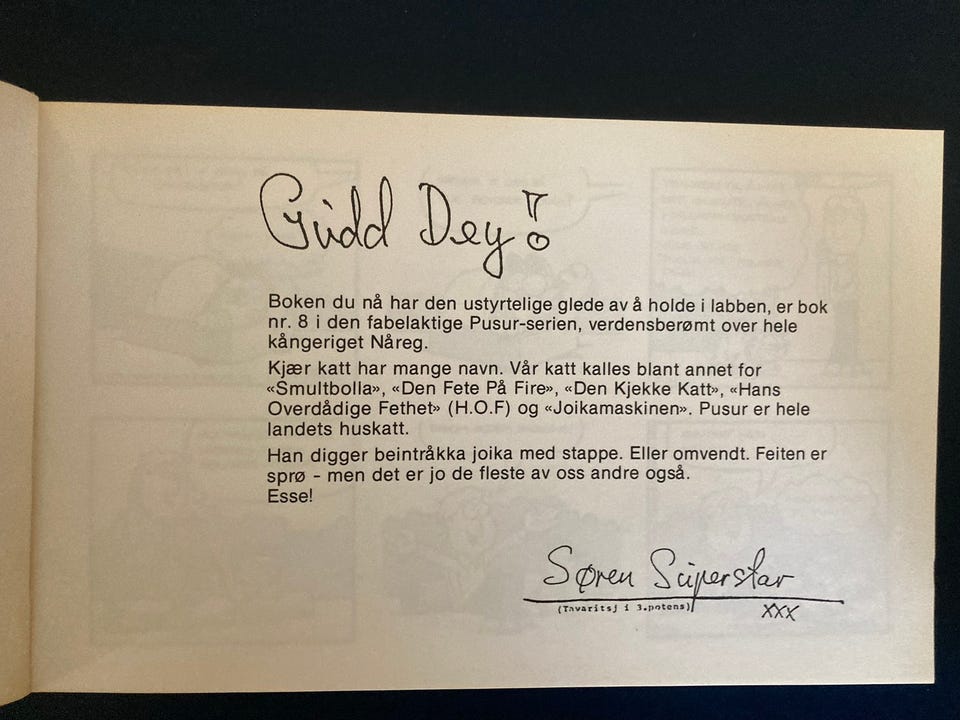 Gudd Dey!
Boken du nå har den ustyrtelige glede av å holde i labben, er bok
nr. 8 i den fabelaktige Pusur-serien, verdensberømt over hele
kångeriget Nåreg.
Kjær katt har mange navn. Vår katt kalles blant annet for
«Smultbolla», «Den Fete På Fire», «Den Kjekke Katt», «Hans
Overdådige Fethet» (H.O.F) og «Joikamaskinen». Pusur er hele
landets huskatt.
Han digger beintråkka joika med stappe. Eller omvendt. Feiten er
sprø – men det er jo de fleste av oss andre også.
Esse!
Søren Superstar
(Tavaritsj i 3.potens)
XXX